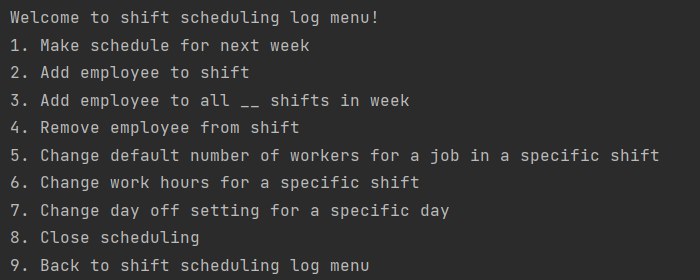 Welcome to shift scheduling log menu!
1. Make schedule for next week
2. Add employee to shift
3. Add employee to all __ shifts in week
4. Remove employee from shift
5. Change default number of workers for a job in a specific shift
6. Change work hours for a specific shift
7. Change day off setting for a specific day
8. Close scheduling
9. Back to shift scheduling log menu